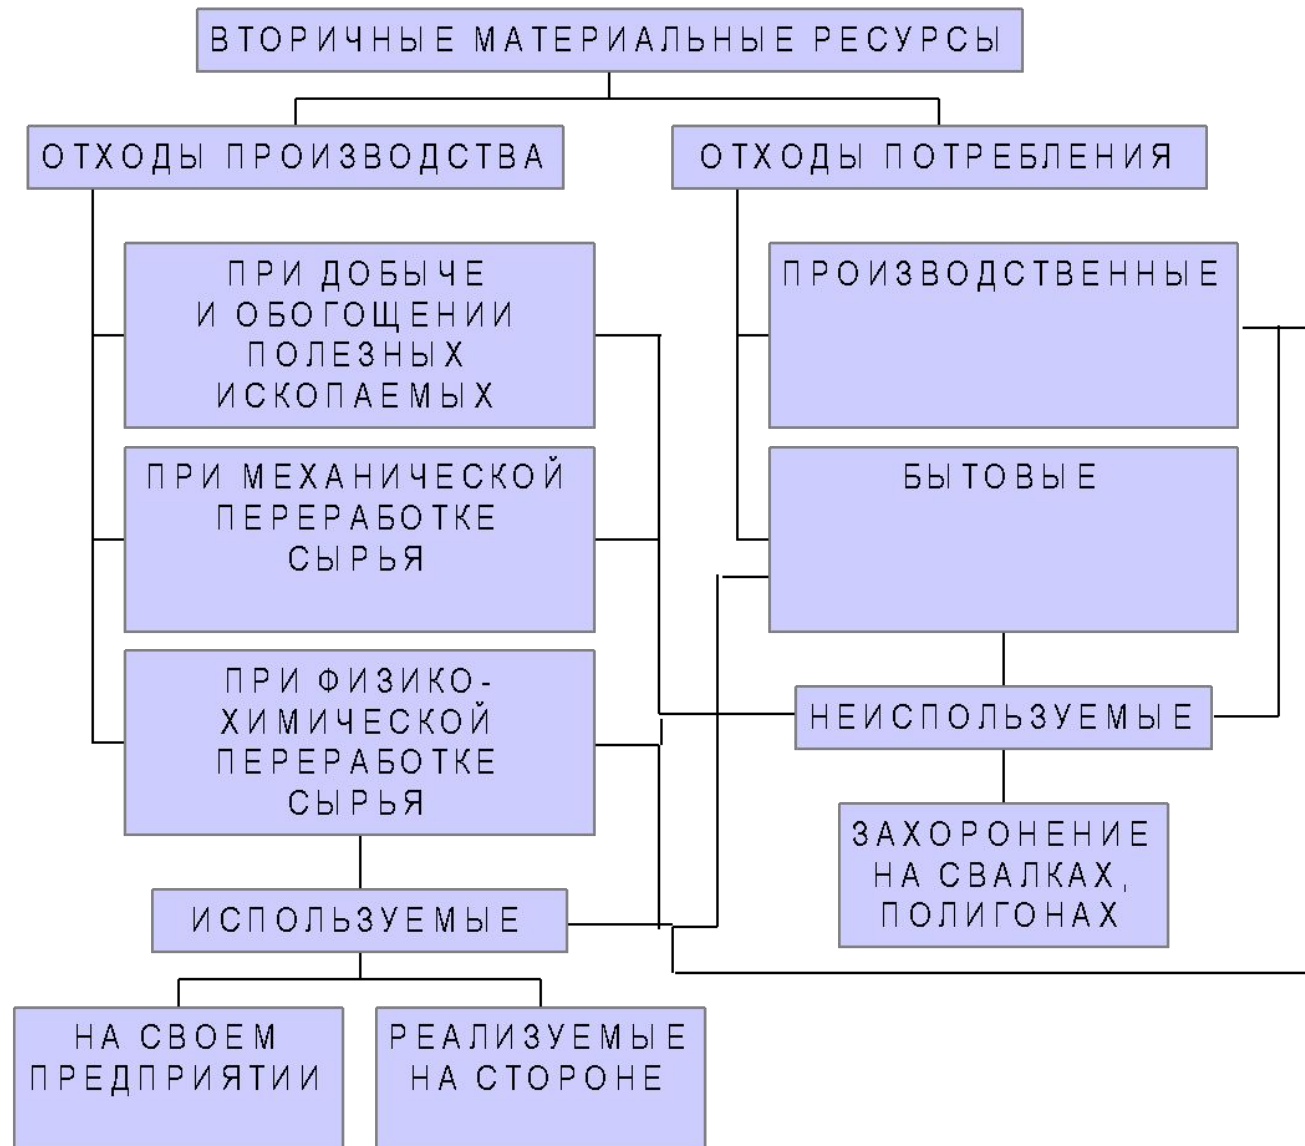 ВТОРИЧНЫЕ МАТЕРИАЛЬНЫЕ РЕСУРСЫ
ОТХОДЫ ПРОИЗВОДСТВА
ОТХОДЫ ПОТРЕБЛЕНИЯ
ПРИ ДОБЫЧЕ
И ОБОГОЩЕНИИ
ПОЛЕЗНЫХ
ИСКОПАЕМЫХ
ПРОИЗВОДСТВЕННЫЕ
ПРИ МЕХАНИЧЕСКОЙ
ПЕРЕРАБОТКЕ
СЫРЬЯ
БЫТОВЫЕ
ПРИ ФИЗИКО-
ХИМИЧЕСКОЙ
ПЕРЕРАБОТКЕ
СЫРЬЯ
НЕИСПОЛЬЗУЕМЫЕ
ЗАХОРОНЕНИЕ
НА СВАЛКАХ,
ПОЛИГОНАХ
ИСПОЛЬЗУЕМЫЕ
НА СВОЕМ
ПРЕДПРИЯТИИ
РЕАЛИЗУЕМЫЕ
НА СТОРОНЕ